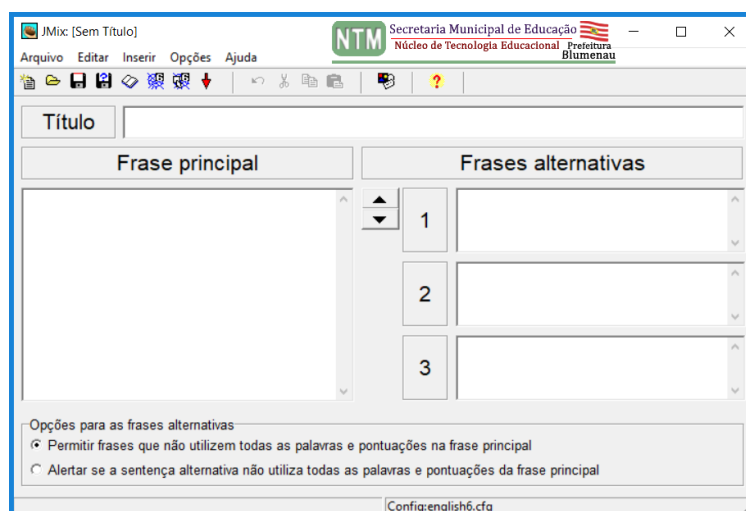 JMix: [Sem Título]
NTM
Secretaria Municipal de Educação
Núcleo de Tecnologia Educacional
Prefeitura
Blumenau
Arquivo Editar Inserir Opções Ajuda
?
Título
Frase principal
Frases alternativas
1
2
3
Opções para as frases alternativas
Permitir frases que não utilizem todas as palavras e pontuações na frase principal
Alertar se a sentença alternativa não utiliza todas as palavras e pontuações da frase principal
Config:english6.cfg